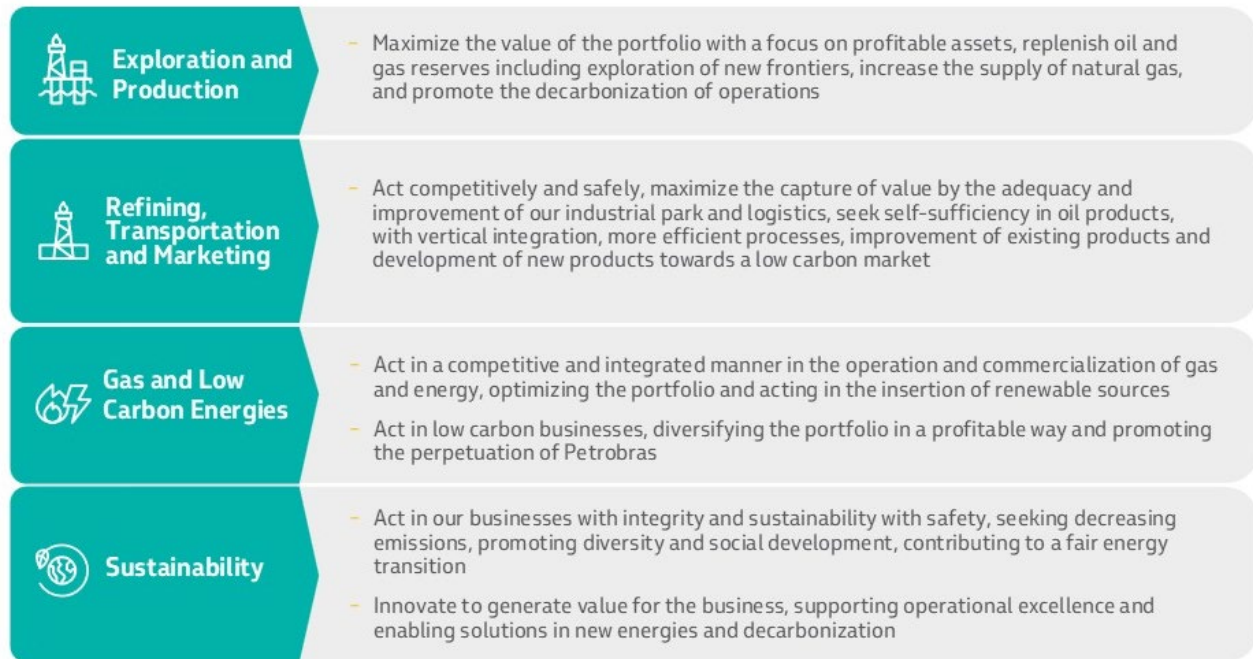 Exploration and
Production
– Maximize the value of the portfolio with a focus on profitable assets, replenish oil and
gas reserves including exploration of new frontiers, increase the supply of natural gas,
and promote the decarbonization of operations
Refining,
Transportation
and Marketing
– Act competitively and safely, maximize the capture of value by the adequacy and
improvement of our industrial park and logistics, seek self-sufficiency in oil products,
with vertical integration, more efficient processes, improvement of existing products and
development of new products towards a low carbon market
Gas and Low
Carbon Energies
– Act in a competitive and integrated manner in the operation and commercialization of gas
and energy, optimizing the portfolio and acting in the insertion of renewable sources
– Act in low carbon businesses, diversifying the portfolio in a profitable way and promoting
the perpetuation of Petrobras
Sustainability
– Act in our businesses with integrity and sustainability with safety, seeking decreasing
emissions, promoting diversity and social development, contributing to a fair energy
transition
– Innovate to generate value for the business, supporting operational excellence and
enabling solutions in new energies and decarbonization